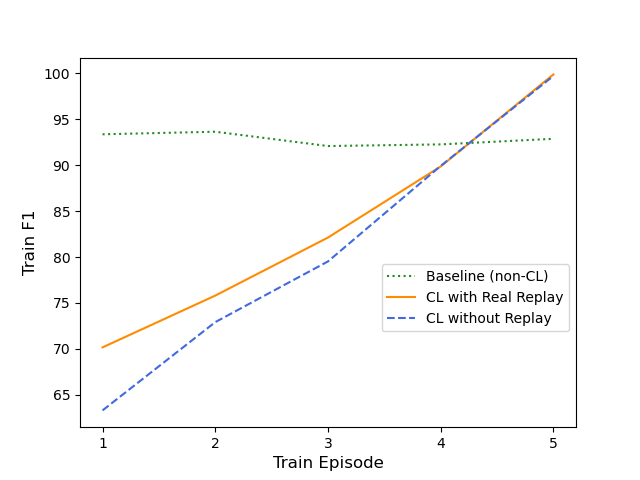 Train F1
100
95
90
85
80
75
70
65
Baseline (non-CL)
CL with Real Replay
CL without Replay
1 2 3 4 5
Train Episode